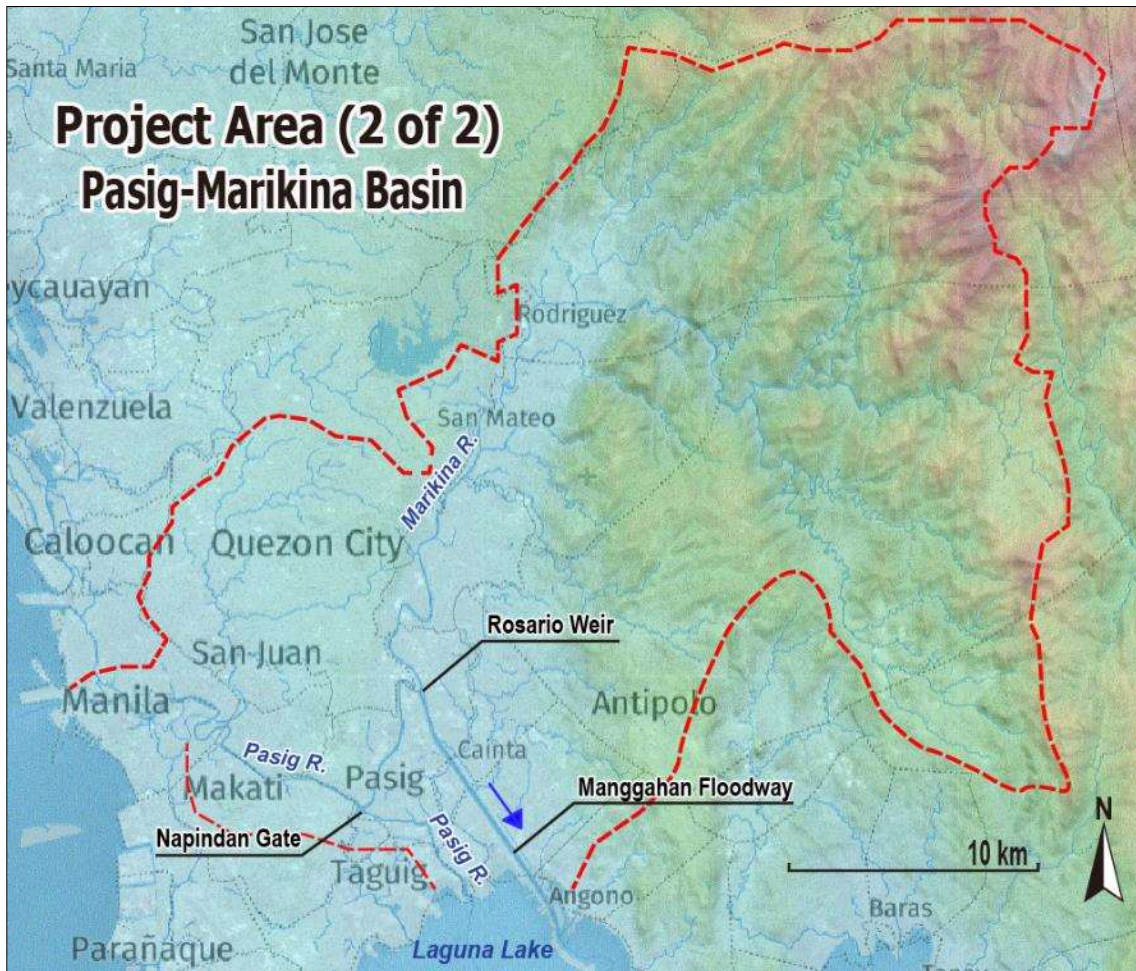 San Jose
del Monte
Santa Maria
Project Area (2 of 2)
Pasig-Marikina Basin
eycauayan
Rodriguez
Valenzuela
San Mateo
Marikina R.
Caloocan
Quezon City
Rosario Weir
San Juan
Manila
Antipolo
Cainta
Pasig R.
Pasig
Makati
Manggahan Floodway
N
Napindan Gate
Pasig R.
10 km
Taguig
Angono
Baras
Parañaque
Laguna Lake